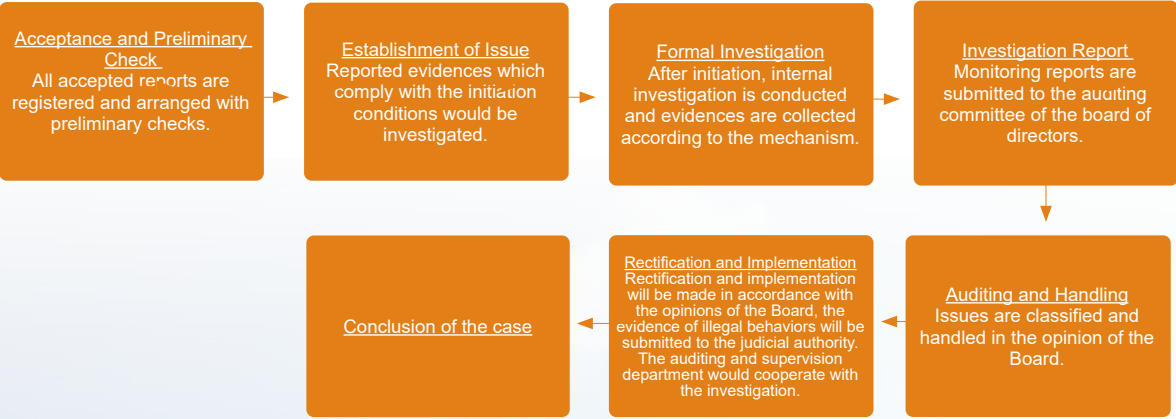 Acceptance and Preliminary
Check
All accepted reports are
registered and arranged with
preliminary checks.
Establishment of Issue
Reported evidences which
comply with the initiation
conditions would be
investigated.
Formal Investigation
After initiation, internal
investigation is conducted
and evidences are collected
according to the mechanism.
Investigation Report
Monitoring reports are
submitted to the auditing
committee of the board of
directors.
Auditing and Handling
Issues are classified and
handled in the opinion of the
Board.
Rectification and Implementation
Rectification and implementation
will be made in accordance with
the opinions of the Board, the
evidence of illegal behaviors will be
submitted to the judicial authority.
The auditing and supervision
department would cooperate with
the investigation.
Conclusion of the case